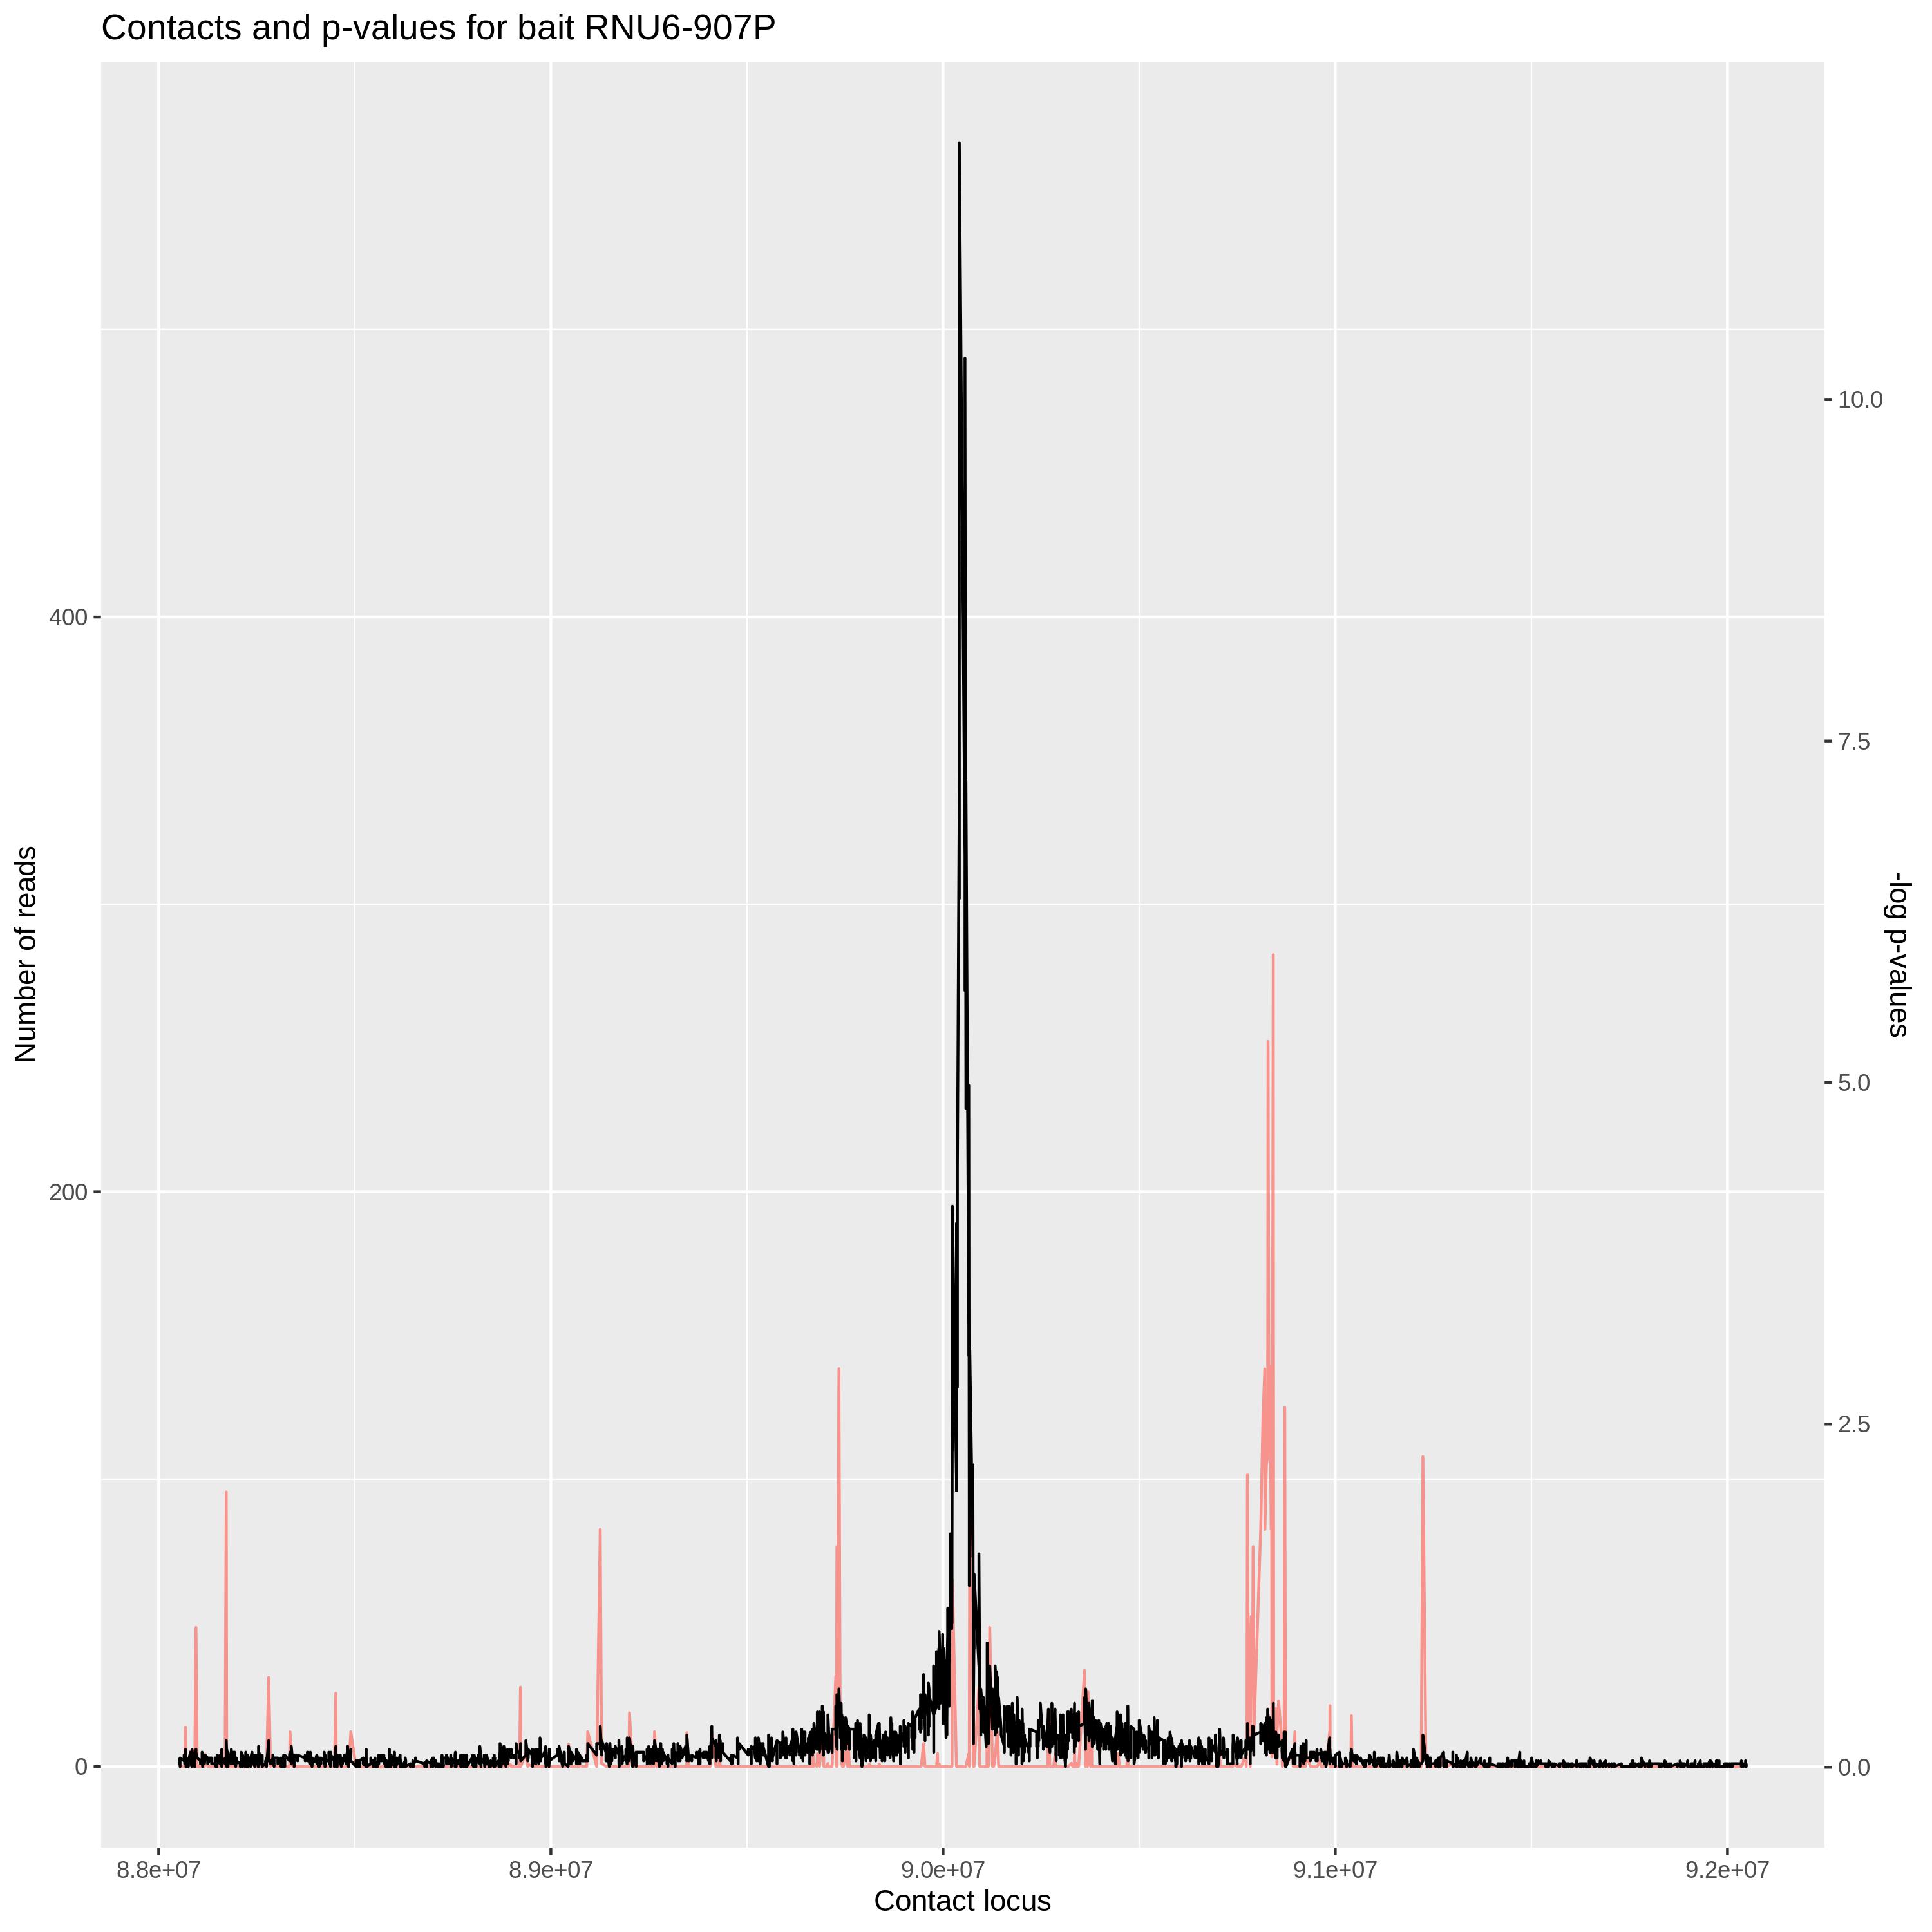 Contacts and p-values for bait RNU6-907P
Number of reads
400
200
0
10.0
7.5
5.0
2.5
0.0
-log p-values
8.8e+07
8.9e+07
9.0e+07
9.1e+07
9.2e+07
Contact locus